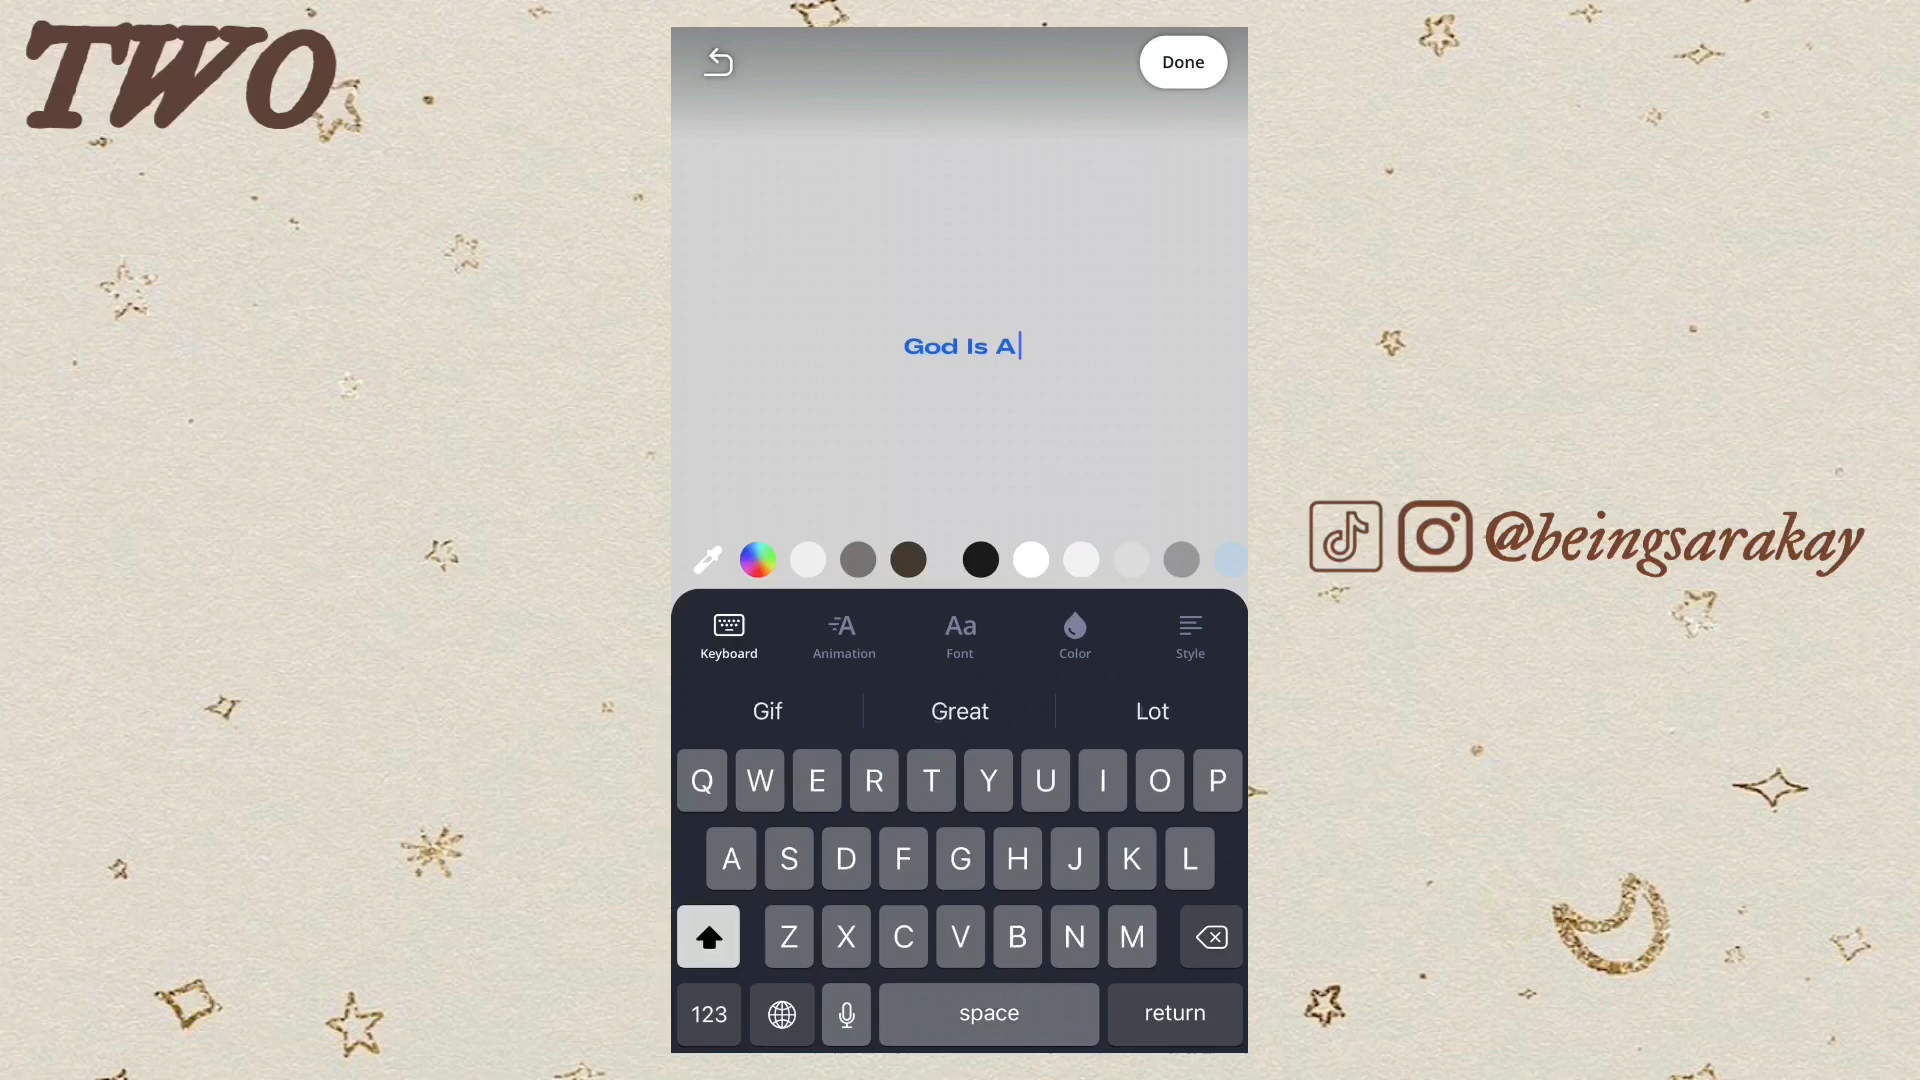 TWO
Done
God Is A
@beingsarakay
Keyboard
Animation
Aa
Font
Color
Style
Gif
Great
Lot
Q W E R T Y U I O P
A S D F G H J K L
Z X C V B N M
123
space
return